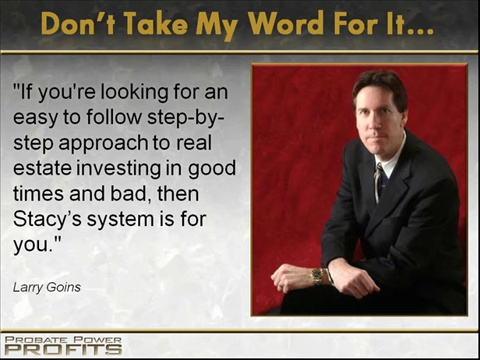 Don't Take My Word For It...
"If you're looking for an
easy to follow step-by-
step approach to real
estate investing in good
times and bad, then
Stacy's system is for
you."
Larry Goins
PROBATE POWER
PROFITS